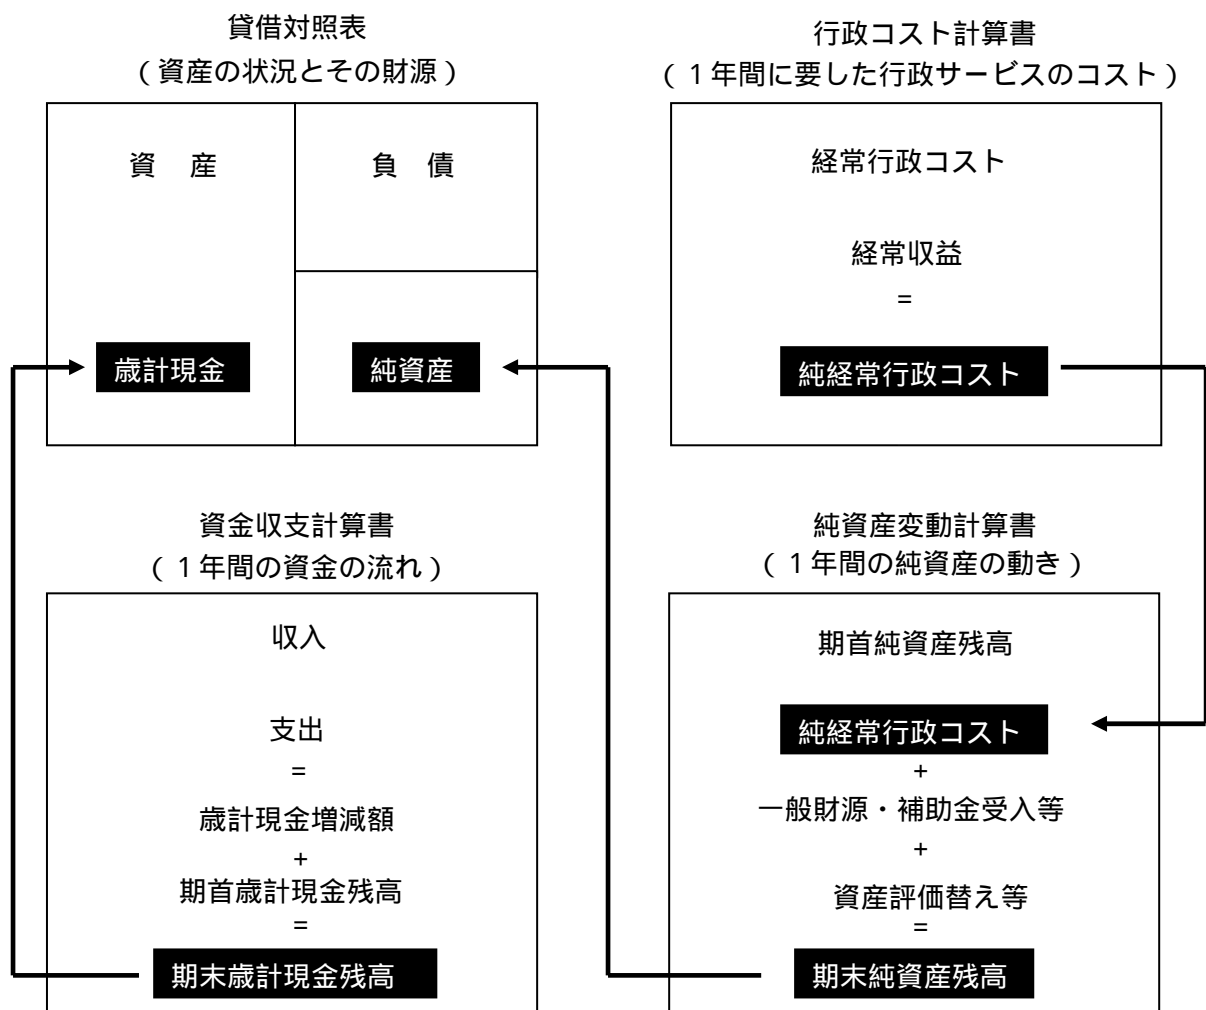 貸借対照表
（資産の状況とその財源）
資　産
負　債
歳計現金
純資産
行政コスト計算書
（１年間に要した行政サービスのコスト）
経常行政コスト
経常収益
=
純経常行政コスト
資金収支計算書
（１年間の資金の流れ）
収入
支出
=
歳計現金増減額
+
期首歳計現金残高
=
期末歳計現金残高
純資産変動計算書
（１年間の純資産の動き）
期首純資産残高
純経常行政コスト
+
一般財源・補助金受入等
+
資産評価替え等
=
期末純資産残高